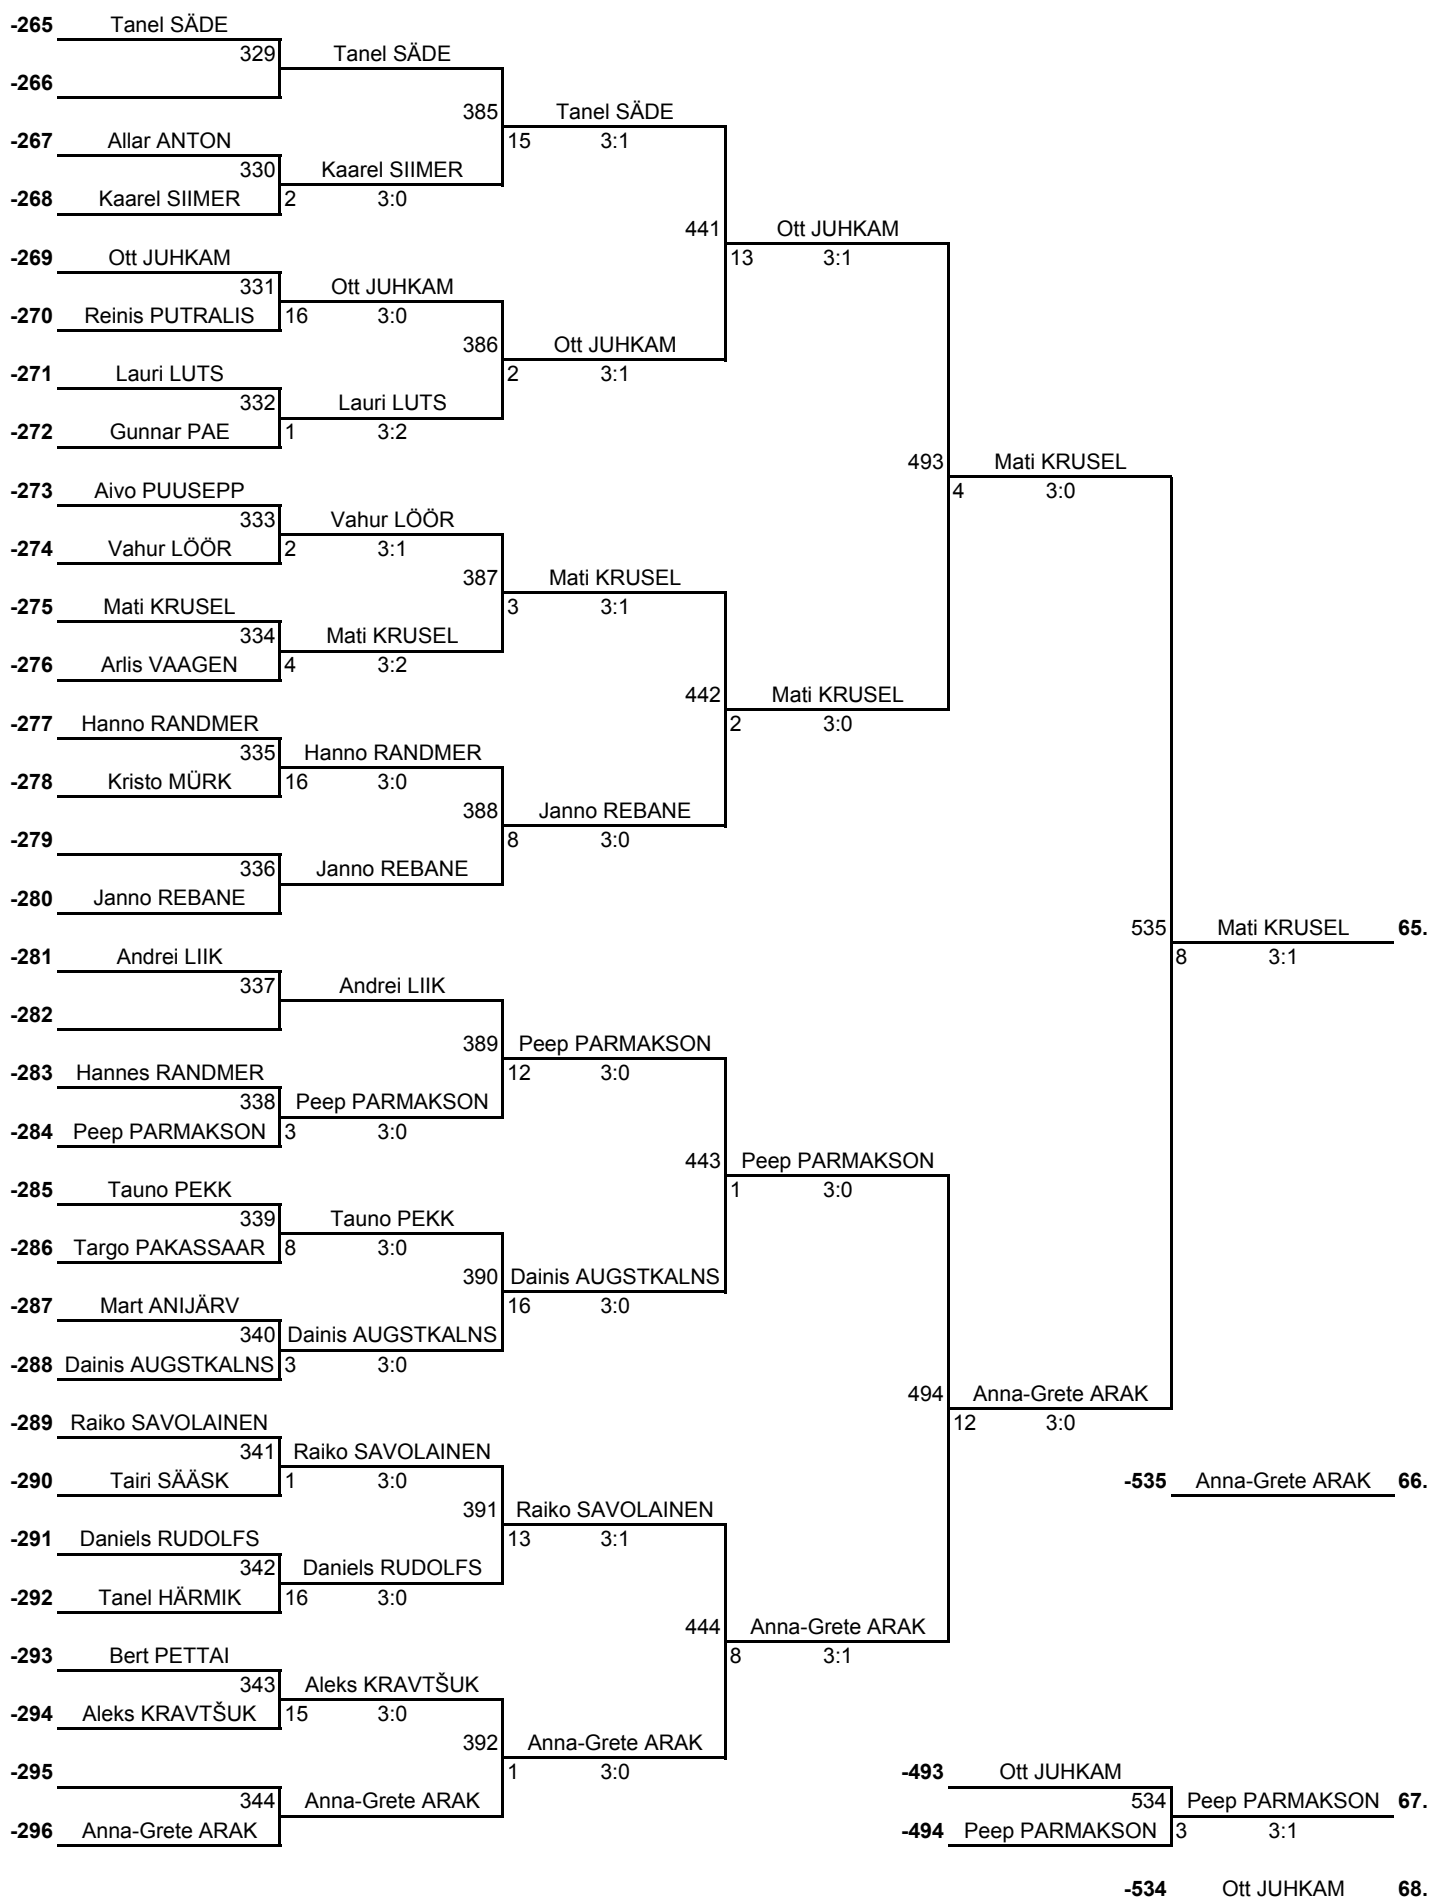 -265 Tanel SÄDE
329 Tanel SÄDE
-266
385 Tanel SÄDE
-267 Allar ANTON 15 3:1
330 Kaarel SIIMER
-268 Kaarel SIIMER 2 3:0
441 Ott JUHKAM
-269 Ott JUHKAM 13 3:1
331 Ott JUHKAM
-270 Reinis PUTRALIS 16 3:0
386 Ott JUHKAM
-271 Lauri LUTS 2 3:1
332 Lauri LUTS
-272 Gunnar PAE 1 3:2
493 Mati KRUSEL
-273 Aivo PUUSEPP 4 3:0
333 Vahur LÖÖR
-274 Vahur LÖÖR 2 3:1
387 Mati KRUSEL
-275 Mati KRUSEL 3 3:1
334 Mati KRUSEL
-276 Arlis VAAGEN 4 3:2
442 Mati KRUSEL
-277 Hanno RANDMER 2 3:0
335 Hanno RANDMER
-278 Kristo MÜRK 16 3:0
388 Janno REBANE
-279 8 3:0
336 Janno REBANE
-280 Janno REBANE
535 Mati KRUSEL 65.
-281 Andrei LIIK 8 3:1
337 Andrei LIIK
-282
389 Peep PARMAKSON
-283 Hannes RANDMER 12 3:0
338 Peep PARMAKSON
-284 Peep PARMAKSON 3 3:0
443 Peep PARMAKSON
-285 Tauno PEKK 1 3:0
339 Tauno PEKK
-286 Targo PAKASSAAR 8 3:0
390 Dainis AUGSTKALNS
-287 Mart ANIJÄRV 16 3:0
340 Dainis AUGSTKALNS
-288 Dainis AUGSTKALNS 3 3:0
494 Anna-Grete ARAK
-289 Raiko SAVOLAINEN 12 3:0
341 Raiko SAVOLAINEN
-290 Tairi SÄÄSK 1 3:0 -535 Anna-Grete ARAK 66.
391 Raiko SAVOLAINEN
-291 Daniels RUDOLFS 13 3:1
342 Daniels RUDOLFS
-292 Tanel HÄRMIK 16 3:0
444 Anna-Grete ARAK
-293 Bert PETTAI 8 3:1
343 Aleks KRAVTŠUK
-294 Aleks KRAVTŠUK 15 3:0
392 Anna-Grete ARAK
-295 1 3:0 -493 Ott JUHKAM
344 Anna-Grete ARAK 534 Peep PARMAKSON 67.
-296 Anna-Grete ARAK -494 Peep PARMAKSON 3 3:1
-534 Ott JUHKAM 68.